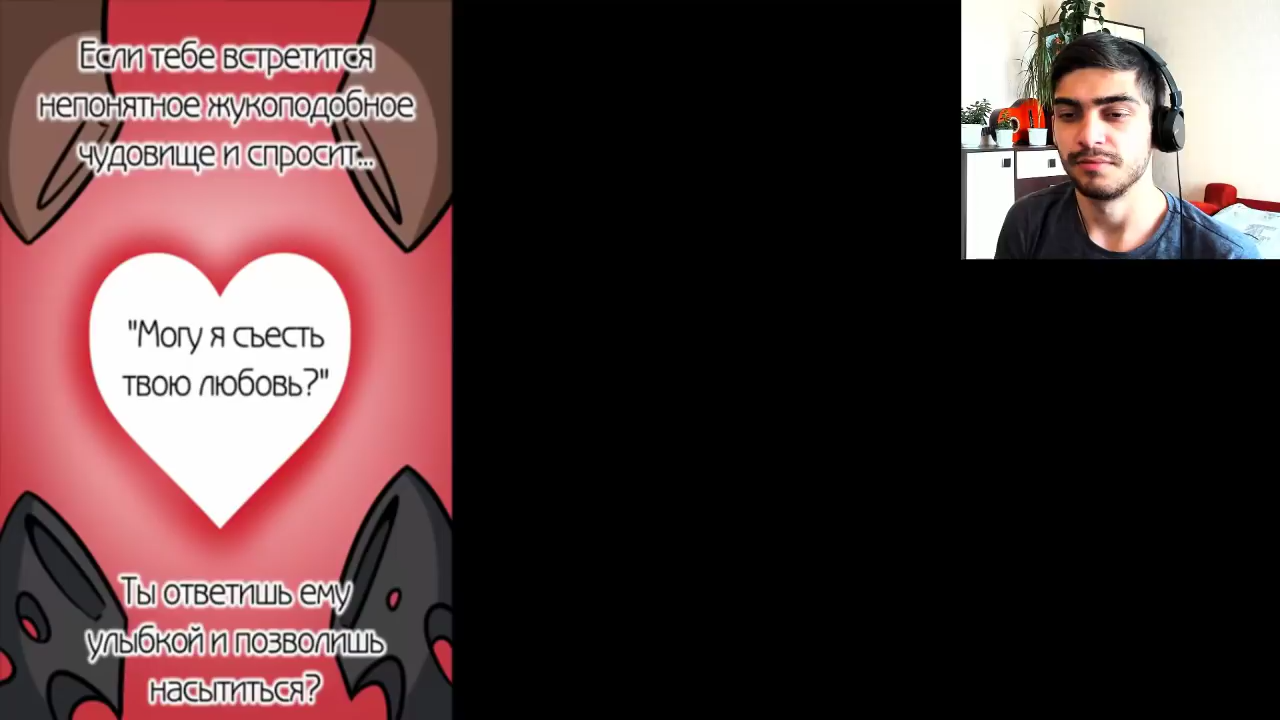 Если тебе встретится
непонятное жукоподобное
чудовище и спросит...
"Могу я съесть
твою любовь?"
Ты ответишь ему
улыбкой и позволишь
насытиться?